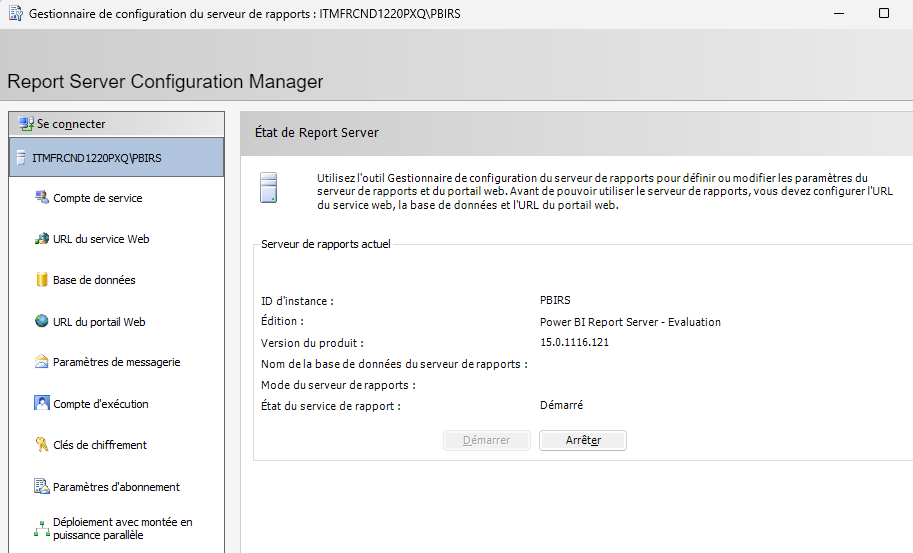 Gestionnaire de configuration du serveur de rapports : ITMFRCND1220PXQ\PBIRS
Report Server Configuration Manager
Se connecter
ITMFRCND1220PXQ\PBIRS
Compte de service
URL du service Web
Base de données
URL du portail Web
Paramètres de messagerie
Compte d'exécution
Clés de chiffrement
Paramètres d'abonnement
Déploiement avec montée en
puissance parallèle
État de Report Server
Utilisez l'outil Gestionnaire de configuration du serveur de rapports pour définir ou modifier les paramètres du
serveur de rapports et du portail web. Avant de pouvoir utiliser le serveur de rapports, vous devez configurer l'URL
du service web, la base de données et l'URL du portail web.
Serveur de rapports actuel
ID d'instance : PBIRS
Édition : Power BI Report Server - Evaluation
Version du produit : 15.0.1116.121
Nom de la base de données du serveur de rapports :
Mode du serveur de rapports :
État du service de rapport : Démarré
Démarrer Arrêter